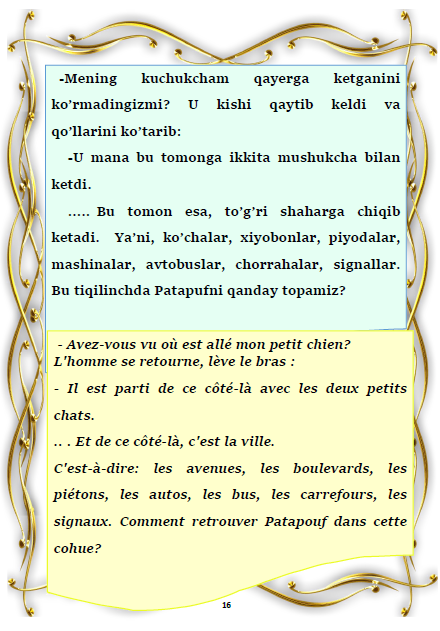 -Mening kuchukcham qayerga ketganini
ko’rmadingizmi? U kishi qaytib keldi va
qo’llarini ko’tarib:
-U mana bu tomonga ikkita mushukcha bilan
ketdi.
..... Bu tomon esa, to’g’ri shaharga chiqib
ketadi. Ya’ni, ko’chalar, xiyobonlar, piyodalar,
mashinalar, avtobuslar, chorrahalar, signallar.
Bu tiqilinchda Patapufni qanday topamiz?
- Avez-vous vu où est allé mon petit chien?
L'homme se retourne, lève le bras :
- Il est parti de ce côté-là avec les deux petits
chats.
.. . Et de ce côté-là, c'est la ville.
C'est-à-dire: les avenues, les boulevards, les
piétons, les autos, les bus, les carrefours, les
signaux. Comment retrouver Patapouf dans cette
cohue?
16